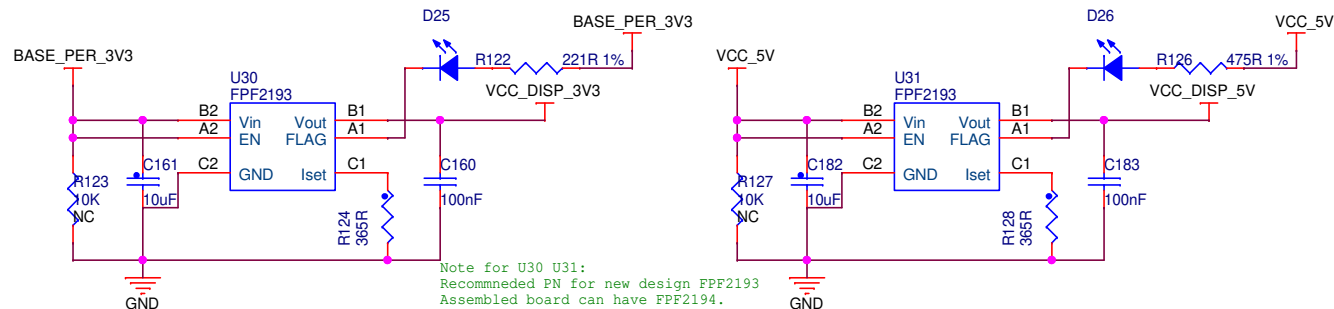 D25
BASE_PER_3V3
BASE_PER_3V3
R122
221R 1%
U30
FPF2193
VCC_DISP_3V3
B2
Vin
Vout
B1
A2
EN
FLAG
A1
C2
GND
Iset
C1
C161
10uF
C160
100nF
R123
10K
NC
R124
365R
GND
D26
VCC_5V
VCC_5V
R126
475R 1%
U31
FPF2193
VCC_DISP_5V
B2
Vin
Vout
B1
A2
EN
FLAG
A1
C2
GND
Iset
C1
C182
10uF
C183
100nF
R127
10K
NC
R128
365R
GND
Note for U30 U31:
Recommneded PN for new design FPF2193
Assembled board can have FPF2194.